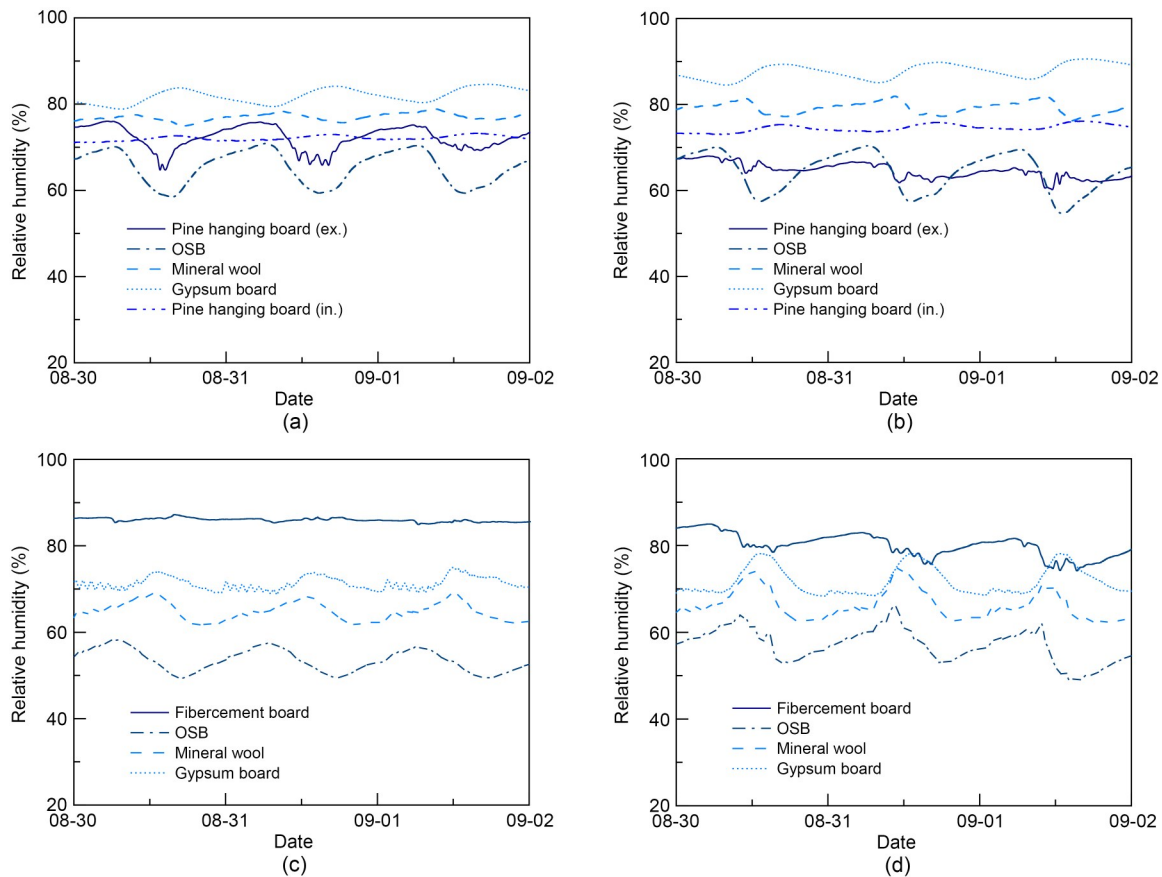 100
80
60
40
20
Relative humidity (%)
Pine hanging board (ex.)
OSB
Mineral wool
Gypsum board
Pine hanging board (in.)
08-30
08-31
09-01
09-02
Date
(a)
100
80
60
40
20
Relative humidity (%)
Pine hanging board (ex.)
OSB
Mineral wool
Gypsum board
Pine hanging board (in.)
08-30
08-31
09-01
09-02
Date
(b)
100
80
60
40
20
Relative humidity (%)
Fibercement board
OSB
Mineral wool
Gypsum board
08-30
08-31
09-01
09-02
Date
(c)
100
80
60
40
20
Relative humidity (%)
Fibercement board
OSB
Mineral wool
Gypsum board
08-30
08-31
09-01
09-02
Date
(d)